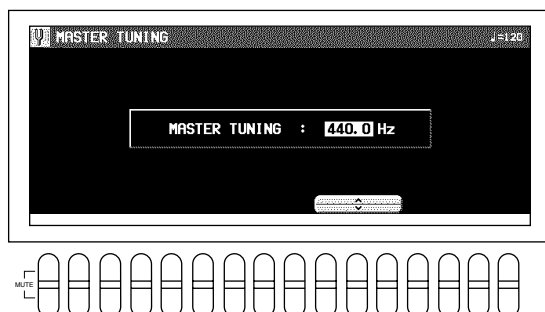 MASTER TUNING ♩=120
MASTER TUNING : 440.0 Hz
MUTE